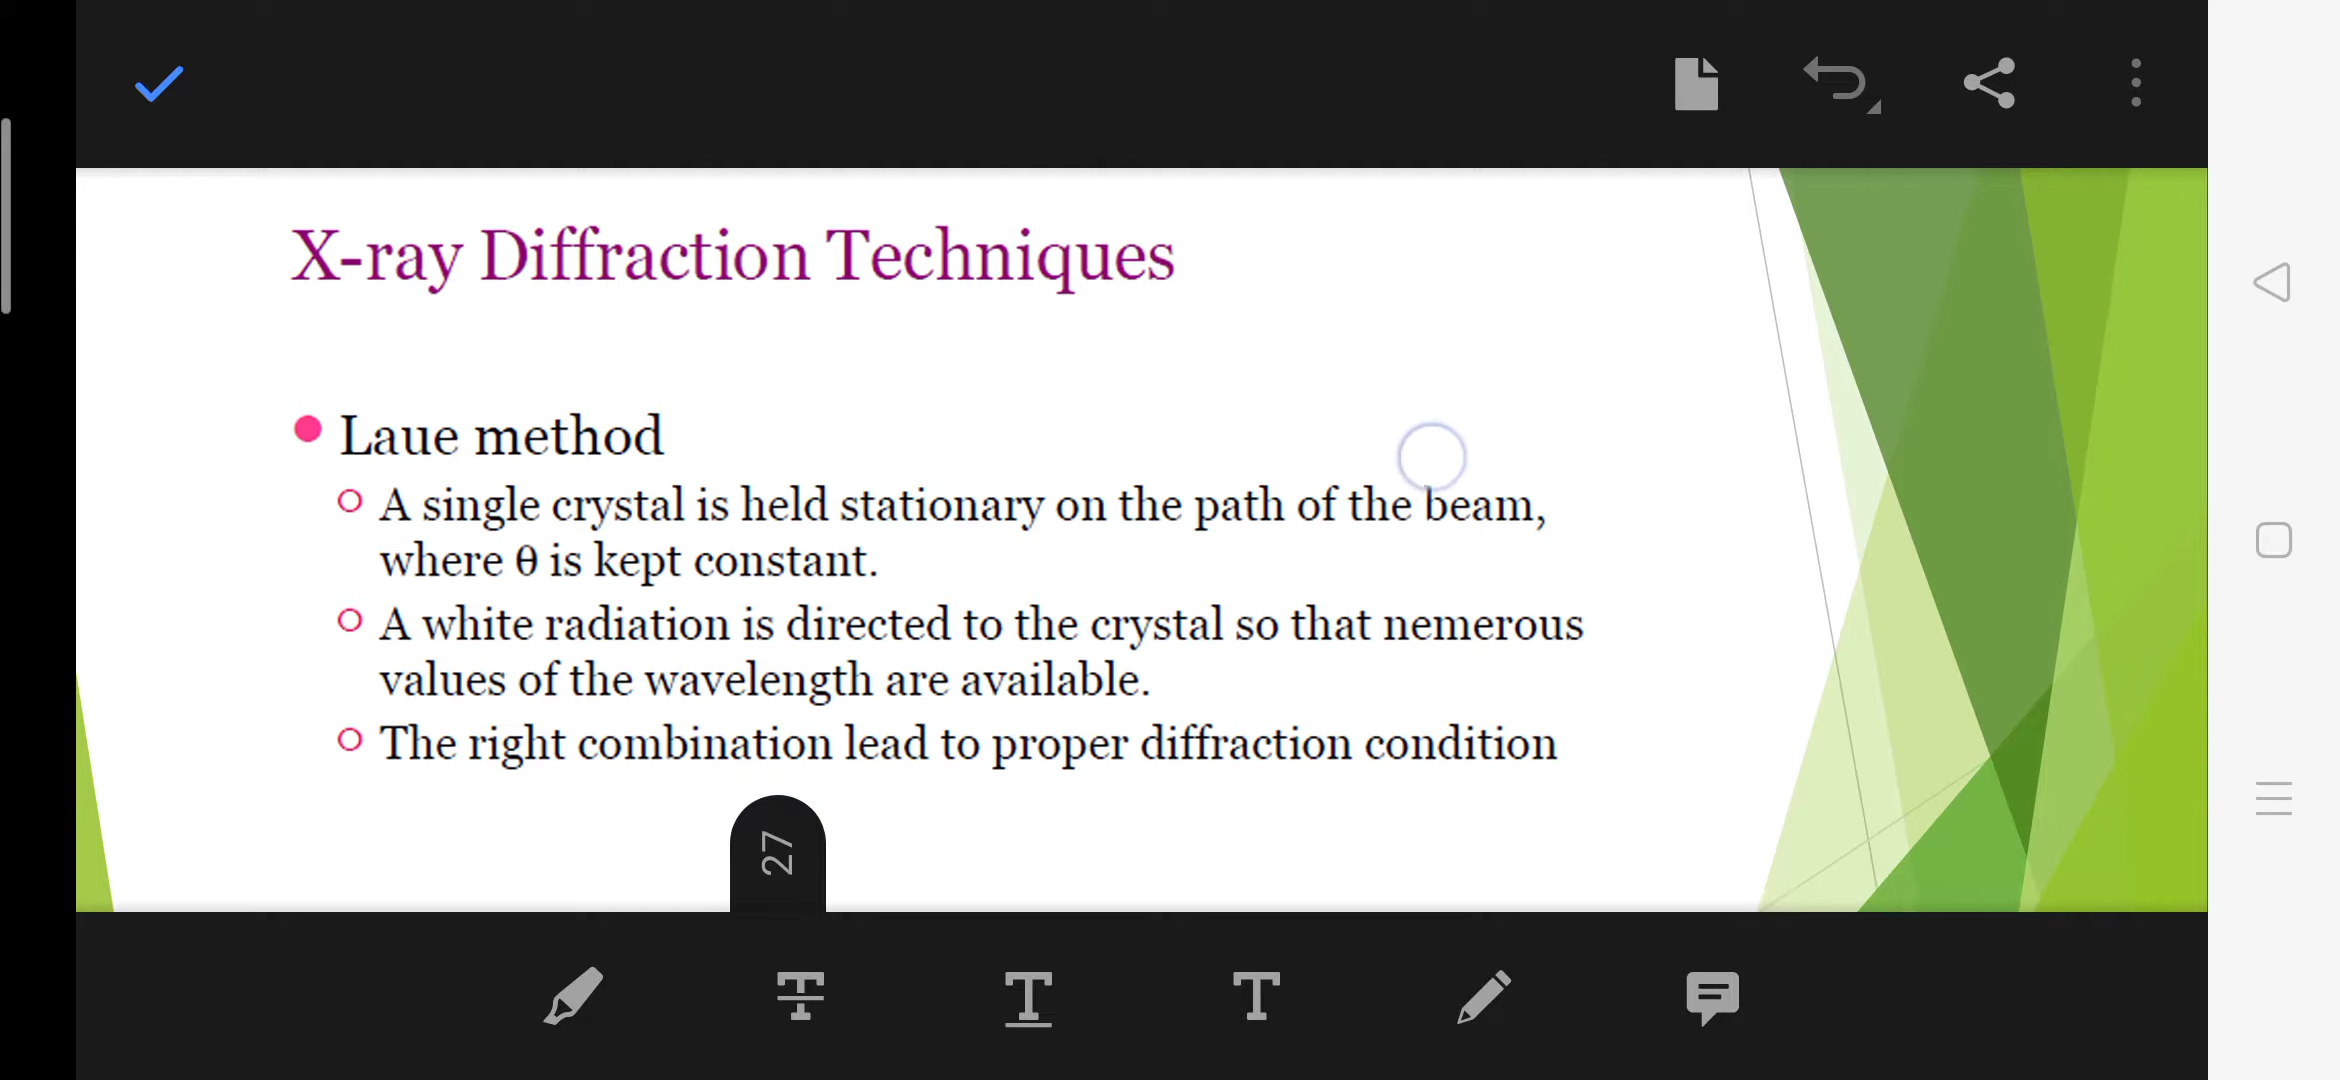 X-ray Diffraction Techniques
Laue method
A single crystal is held stationary on the path of the beam,
where θ is kept constant.
A white radiation is directed to the crystal so that nemerous
values of the wavelength are available.
The right combination lead to proper diffraction condition
27